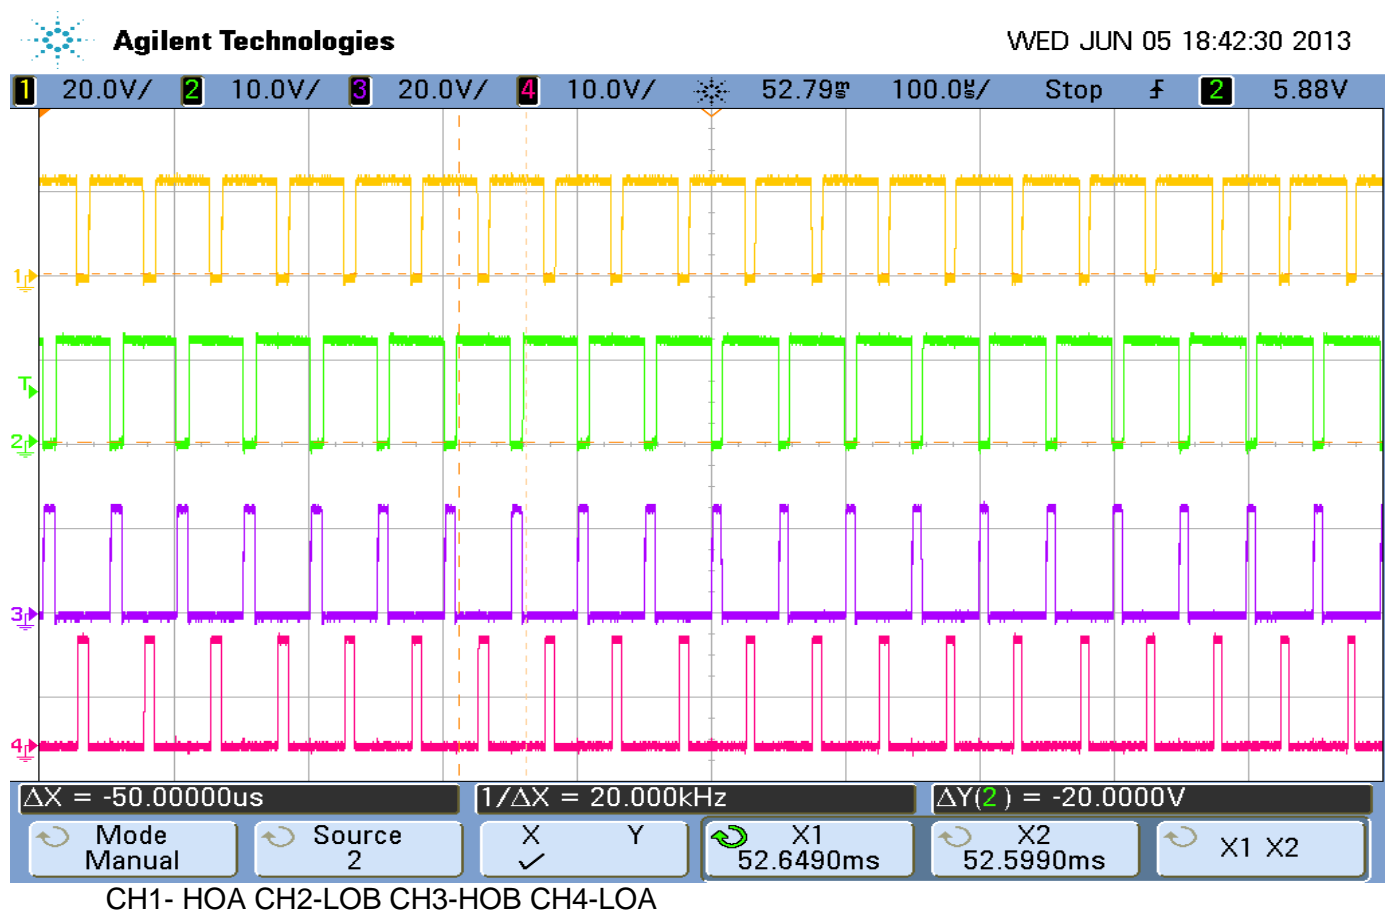 Agilent Technologies WED JUN 05 18:42:30 2013
1 20.0V/ 2 10.0V/ 3 20.0V/ 4 10.0V/ 52.79ms 100.0us/ Stop 2 5.88V
1
T
2
3
4
ΔX = -50.00000us 1/ΔX = 20.000kHz ΔY(2) = -20.0000V
Mode Source X Y X1 X2 X1 X2
Manual 2 ✓ 52.6490ms 52.5990ms
CH1- HOA CH2-LOB CH3-HOB CH4-LOA